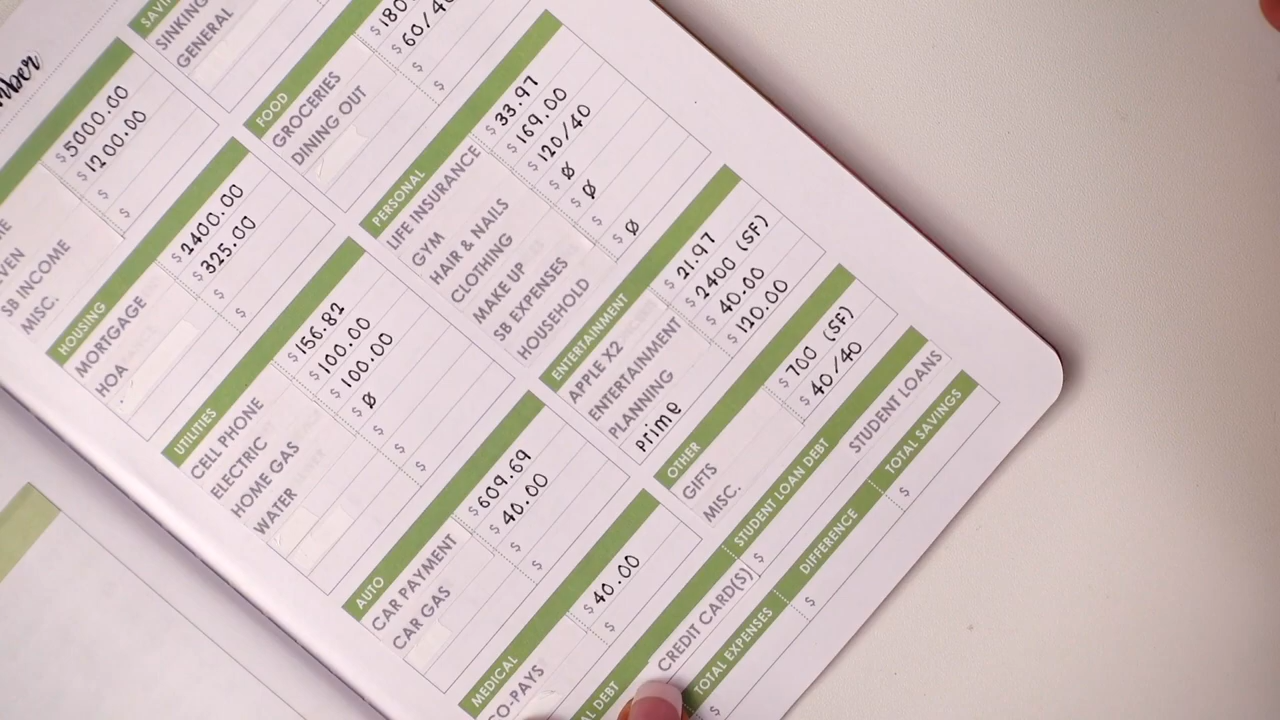 mber
$5000.00
$1200.00
$
$
VEN
SB INCOME
MISC.
HOUSING
MORTGAGE $2400.00
HOA $325.00
$
UTILITIES
CELL PHONE $156.82
ELECTRIC $100.00
HOME GAS $100.00
WATER $Ø
$
$
AUTO
CAR PAYMENT $609.69
CAR GAS $40.00
$
$
MEDICAL
CO-PAYS $40.00
$
SINKING
GENERAL
FOOD
GROCERIES $180
DINING OUT $60/40
$
PERSONAL
LIFE INSURANCE $33.97
GYM $169.00
HAIR & NAILS $120/40
CLOTHING $Ø
MAKE UP $Ø
SB EXPENSES $
HOUSEHOLD $Ø
ENTERTAINMENT
APPLE X2 $21.97
ENTERTAINMENT $2400 (SF)
PLANNING $40.00
prime $120.00
OTHER
GIFTS $700 (SF)
MISC. $40/40
DEBT STUDENT LOAN DEBT
CREDIT CARD(S) $ STUDENT LOANS
TOTAL EXPENSES DIFFERENCE TOTAL SAVINGS
$ $ $